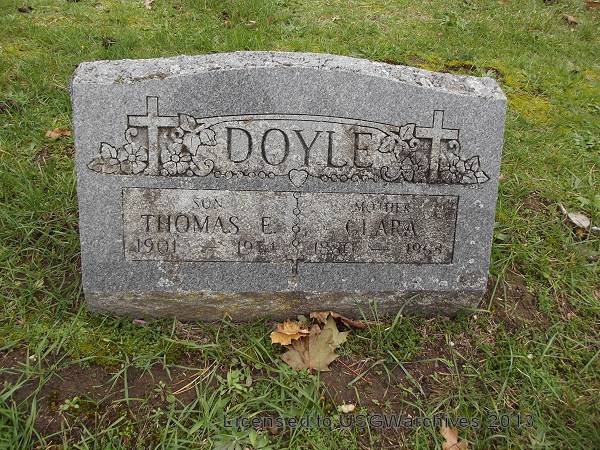 DOYLE
SON MOTHER
THOMAS E. CLARA
1901 —
Licensed to USGWarchives 2013